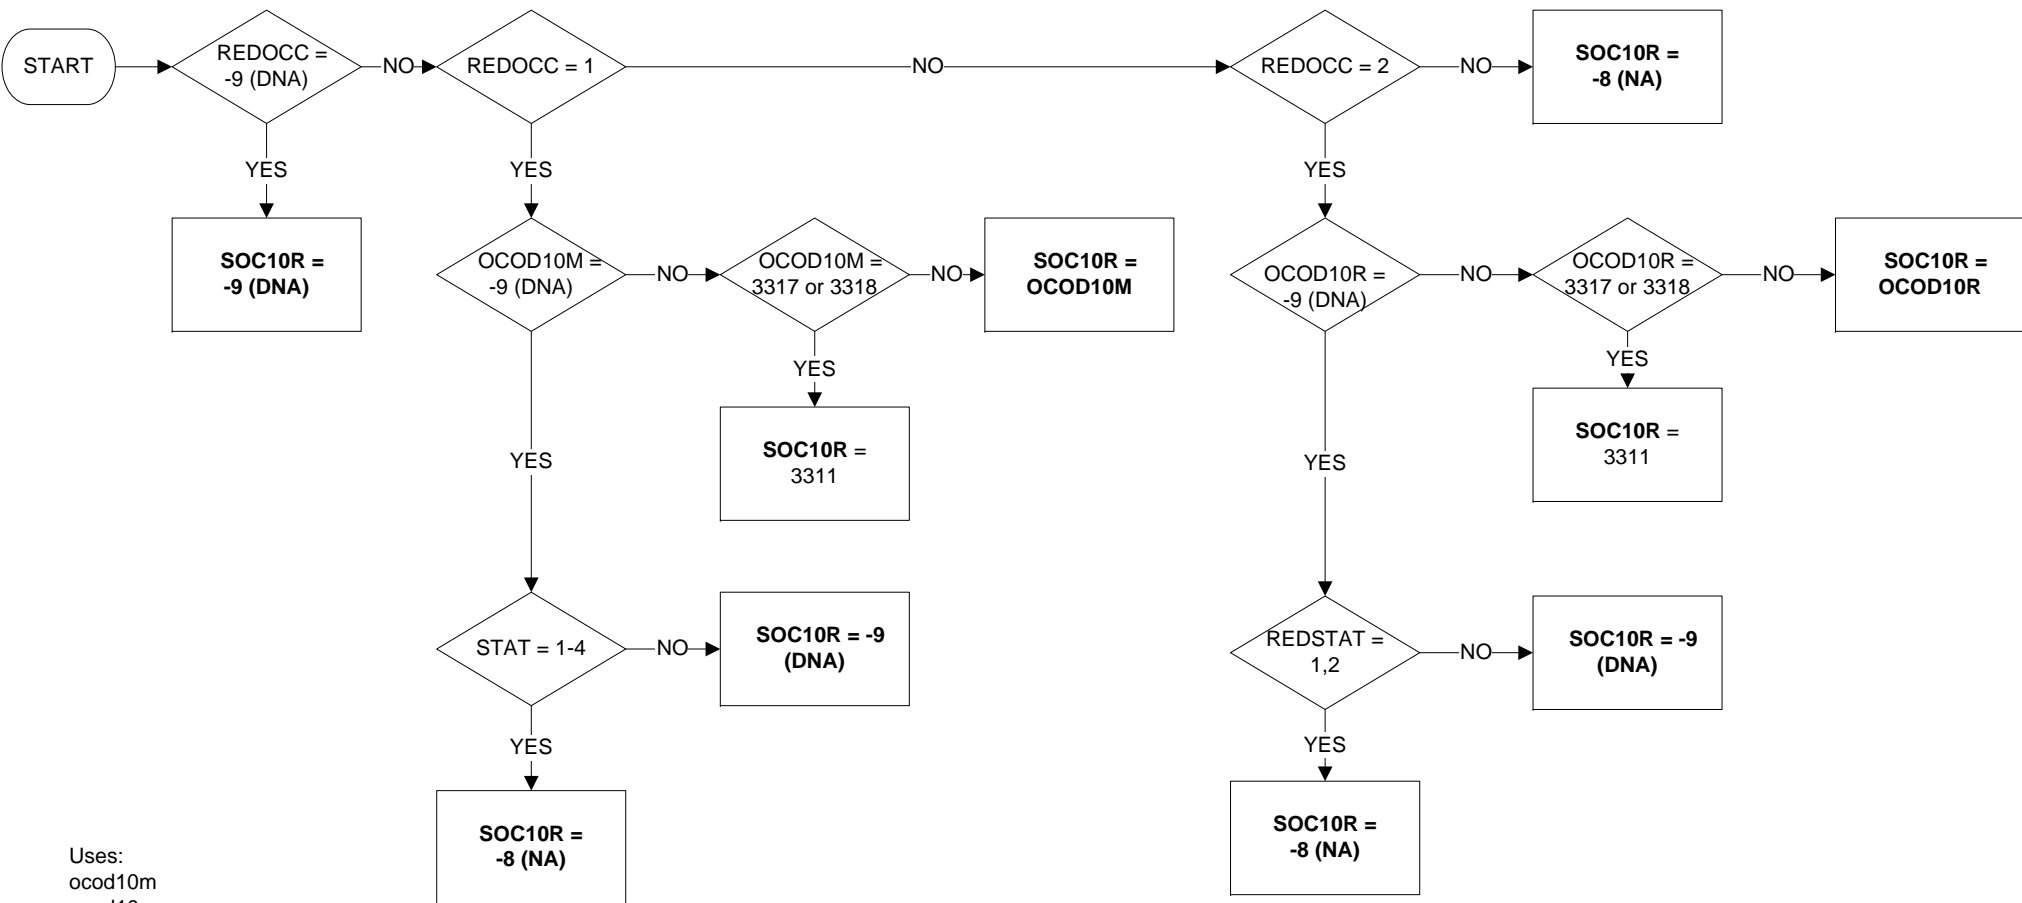 START
REDOCC =
-9 (DNA)
NO
REDOCC = 1
NO
REDOCC = 2
NO
SOC10R =
-8 (NA)
YES
YES
YES
SOC10R =
-9 (DNA)
OCOD10M =
-9 (DNA)
NO
OCOD10M =
3317 or 3318
NO
SOC10R =
OCOD10M
OCOD10R =
-9 (DNA)
NO
OCOD10R =
3317 or 3318
NO
SOC10R =
OCOD10R
YES
YES
SOC10R =
3311
SOC10R =
3311
YES
YES
STAT = 1-4
NO
SOC10R = -9
(DNA)
REDSTAT =
1,2
NO
SOC10R = -9
(DNA)
YES
YES
SOC10R =
-8 (NA)
SOC10R =
-8 (NA)
Uses:
ocod10m